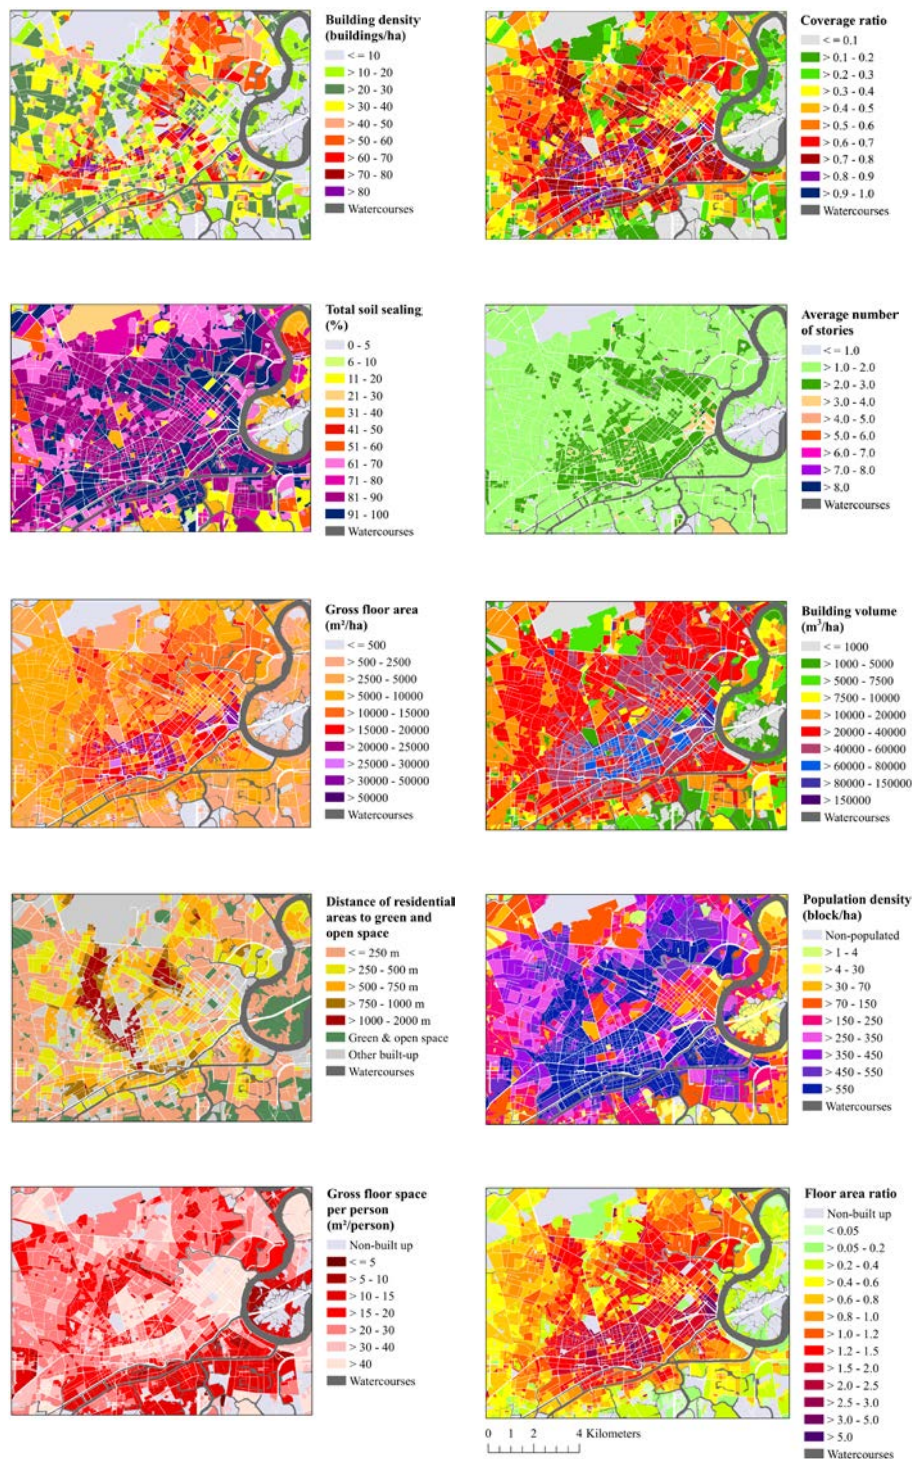 Building density
(buildings/ha)
< = 10
> 10 - 20
> 20 - 30
> 30 - 40
> 40 - 50
> 50 - 60
> 60 - 70
> 70 - 80
> 80
Watercourses
Coverage ratio
< = 0.1
> 0.1 - 0.2
> 0.2 - 0.3
> 0.3 - 0.4
> 0.4 - 0.5
> 0.5 - 0.6
> 0.6 - 0.7
> 0.7 - 0.8
> 0.8 - 0.9
> 0.9 - 1.0
Watercourses
Total soil sealing
(%)
0 - 5
6 - 10
11 - 20
21 - 30
31 - 40
41 - 50
51 - 60
61 - 70
71 - 80
81 - 90
91 - 100
Watercourses
Average number
of stories
< = 1.0
> 1.0 - 2.0
> 2.0 - 3.0
> 3.0 - 4.0
> 4.0 - 5.0
> 5.0 - 6.0
> 6.0 - 7.0
> 7.0 - 8.0
> 8.0
Watercourses
Gross floor area
(m²/ha)
< = 500
> 500 - 2500
> 2500 - 5000
> 5000 - 10000
> 10000 - 15000
> 15000 - 20000
> 20000 - 25000
> 25000 - 30000
> 30000 - 50000
> 50000
Watercourses
Building volume
(m³/ha)
< = 1000
> 1000 - 5000
> 5000 - 7500
> 7500 - 10000
> 10000 - 20000
> 20000 - 40000
> 40000 - 60000
> 60000 - 80000
> 80000 - 150000
> 150000
Watercourses
Distance of residential
areas to green and
open space
< = 250 m
> 250 - 500 m
> 500 - 750 m
> 750 - 1000 m
> 1000 - 2000 m
Green & open space
Other built-up
Watercourses
Population density
(block/ha)
Non-populated
> 1 - 4
> 4 - 30
> 30 - 70
> 70 - 150
> 150 - 250
> 250 - 350
> 350 - 450
> 450 - 550
> 550
Watercourses
Gross floor space
per person
(m²/person)
Non-built up
< = 5
> 5 - 10
> 10 - 15
> 15 - 20
> 20 - 30
> 30 - 40
> 40
Watercourses
Floor area ratio
Non-built up
< 0.05
> 0.05 - 0.2
> 0.2 - 0.4
> 0.4 - 0.6
> 0.6 - 0.8
> 0.8 - 1.0
> 1.0 - 1.2
> 1.2 - 1.5
> 1.5 - 2.0
> 2.0 - 2.5
> 2.5 - 3.0
> 3.0 - 5.0
> 5.0
Watercourses
0 1 2 4 Kilometers